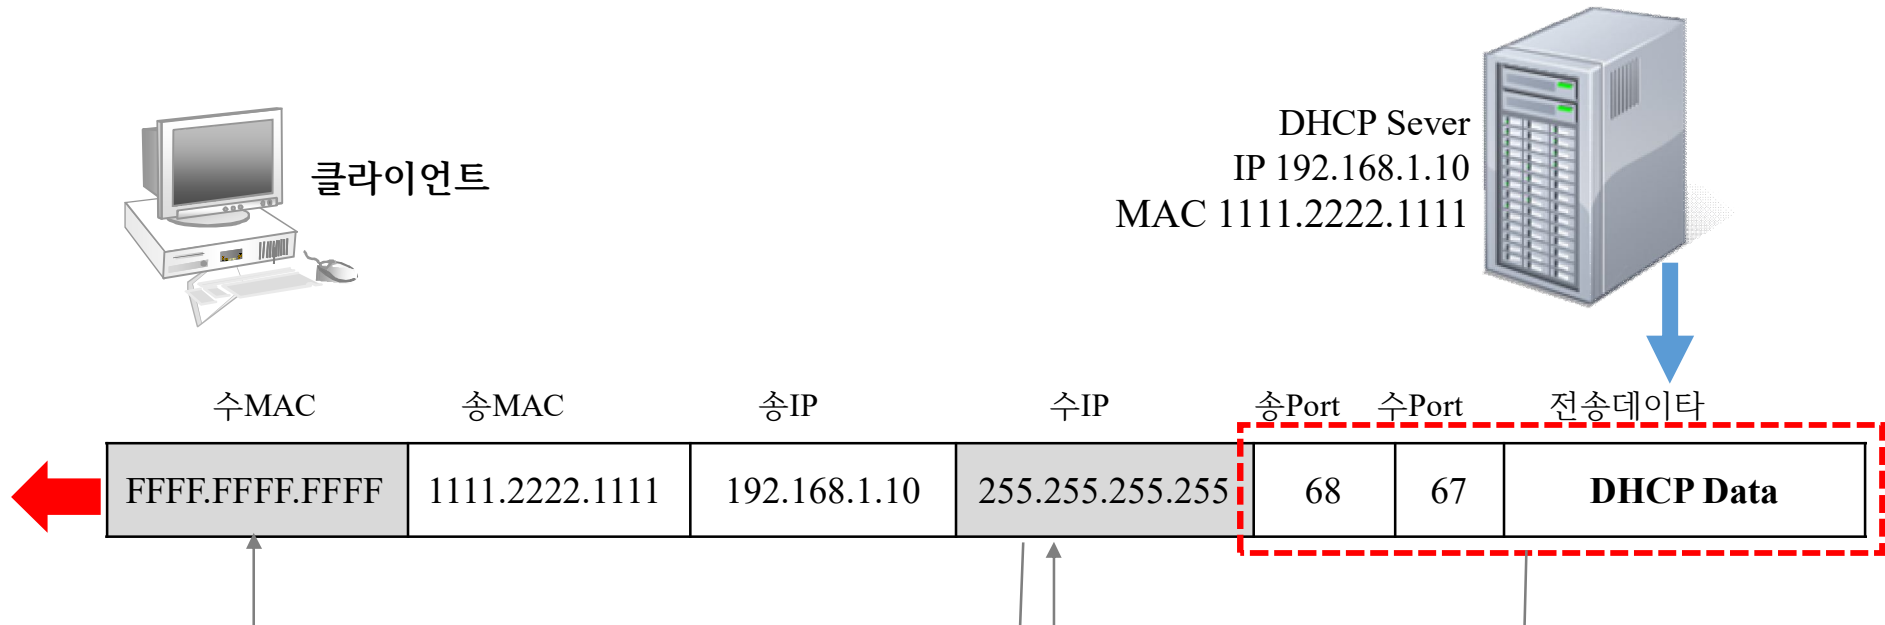 클라이언트
DHCP Sever
IP 192.168.1.10
MAC 1111.2222.1111
수MAC 송MAC 송IP 수IP 송Port 수Port 전송데이타
FFFF.FFFF.FFFF 1111.2222.1111 192.168.1.10 255.255.255.255 68 67 DHCP Data